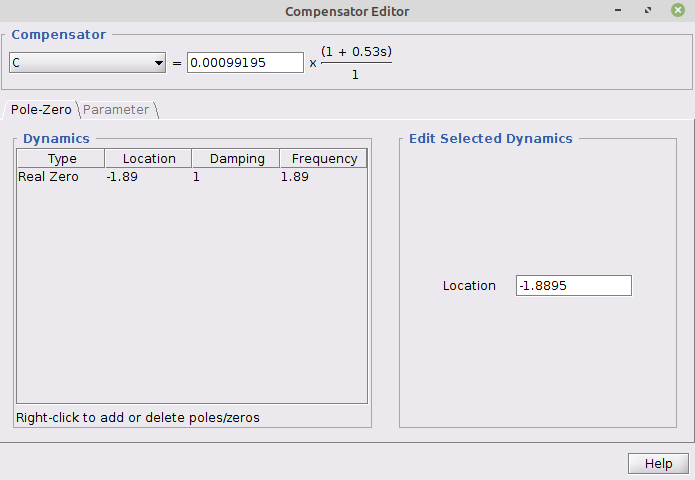 Compensator Editor
Compensator
C = 0.00099195 x (1 + 0.53s)
1
Pole-Zero Parameter
Dynamics
Type Location Damping Frequency
Real Zero -1.89 1 1.89
Right-click to add or delete poles/zeros
Edit Selected Dynamics
Location -1.8895
Help